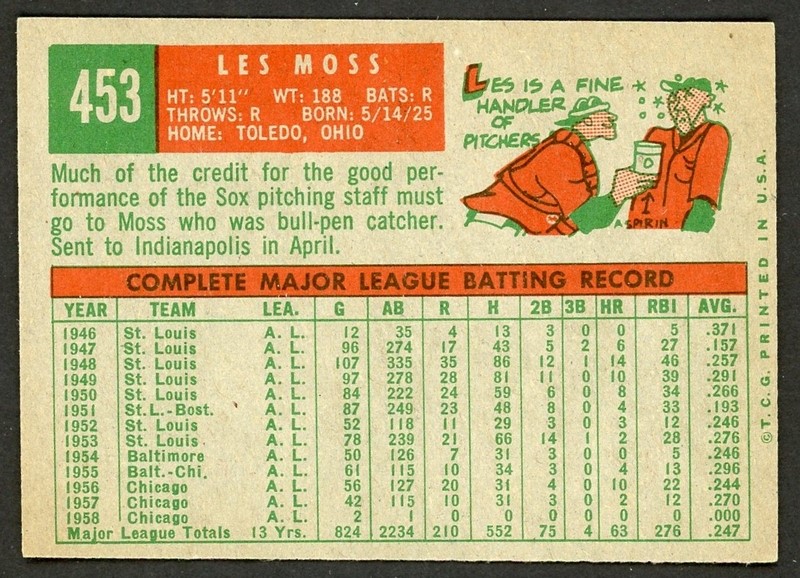 453
LES MOSS
HT: 5'11" WT: 188 BATS: R
THROWS: R BORN: 5/14/25
HOME: TOLEDO, OHIO
LES IS A FINE
HANDLER
OF
PITCHERS
ASPIRIN
Much of the credit for the good per-
formance of the Sox pitching staff must
go to Moss who was bull-pen catcher.
Sent to Indianapolis in April.
COMPLETE MAJOR LEAGUE BATTING RECORD
YEAR TEAM LEA. G AB R H 2B 3B HR RBI AVG.
1946 St. Louis A. L. 12 35 4 13 3 0 0 5 .371
1947 St. Louis A. L. 96 274 17 43 5 2 6 27 .157
1948 St. Louis A. L. 107 335 35 86 12 1 14 46 .257
1949 St. Louis A. L. 97 278 28 81 11 0 10 39 .291
1950 St. Louis A. L. 84 222 24 59 6 0 8 34 .266
1951 St.L.-Bost. A. L. 87 249 23 48 8 0 4 33 .193
1952 St. Louis A. L. 52 118 11 29 3 0 3 12 .246
1953 St. Louis A. L. 78 239 21 66 14 1 2 28 .276
1954 Baltimore A. L. 50 126 7 31 3 0 0 5 .246
1955 Balt.-Chi. A. L. 61 115 10 34 3 0 4 13 .296
1956 Chicago A. L. 56 127 20 31 4 0 10 22 .244
1957 Chicago A. L. 42 115 10 31 3 0 2 12 .270
1958 Chicago A. L. 2 1 0 0 0 0 0 0 .000
Major League Totals 13 Yrs. 824 2234 210 552 75 4 63 276 .247
©T.C.G. PRINTED IN U.S.A.